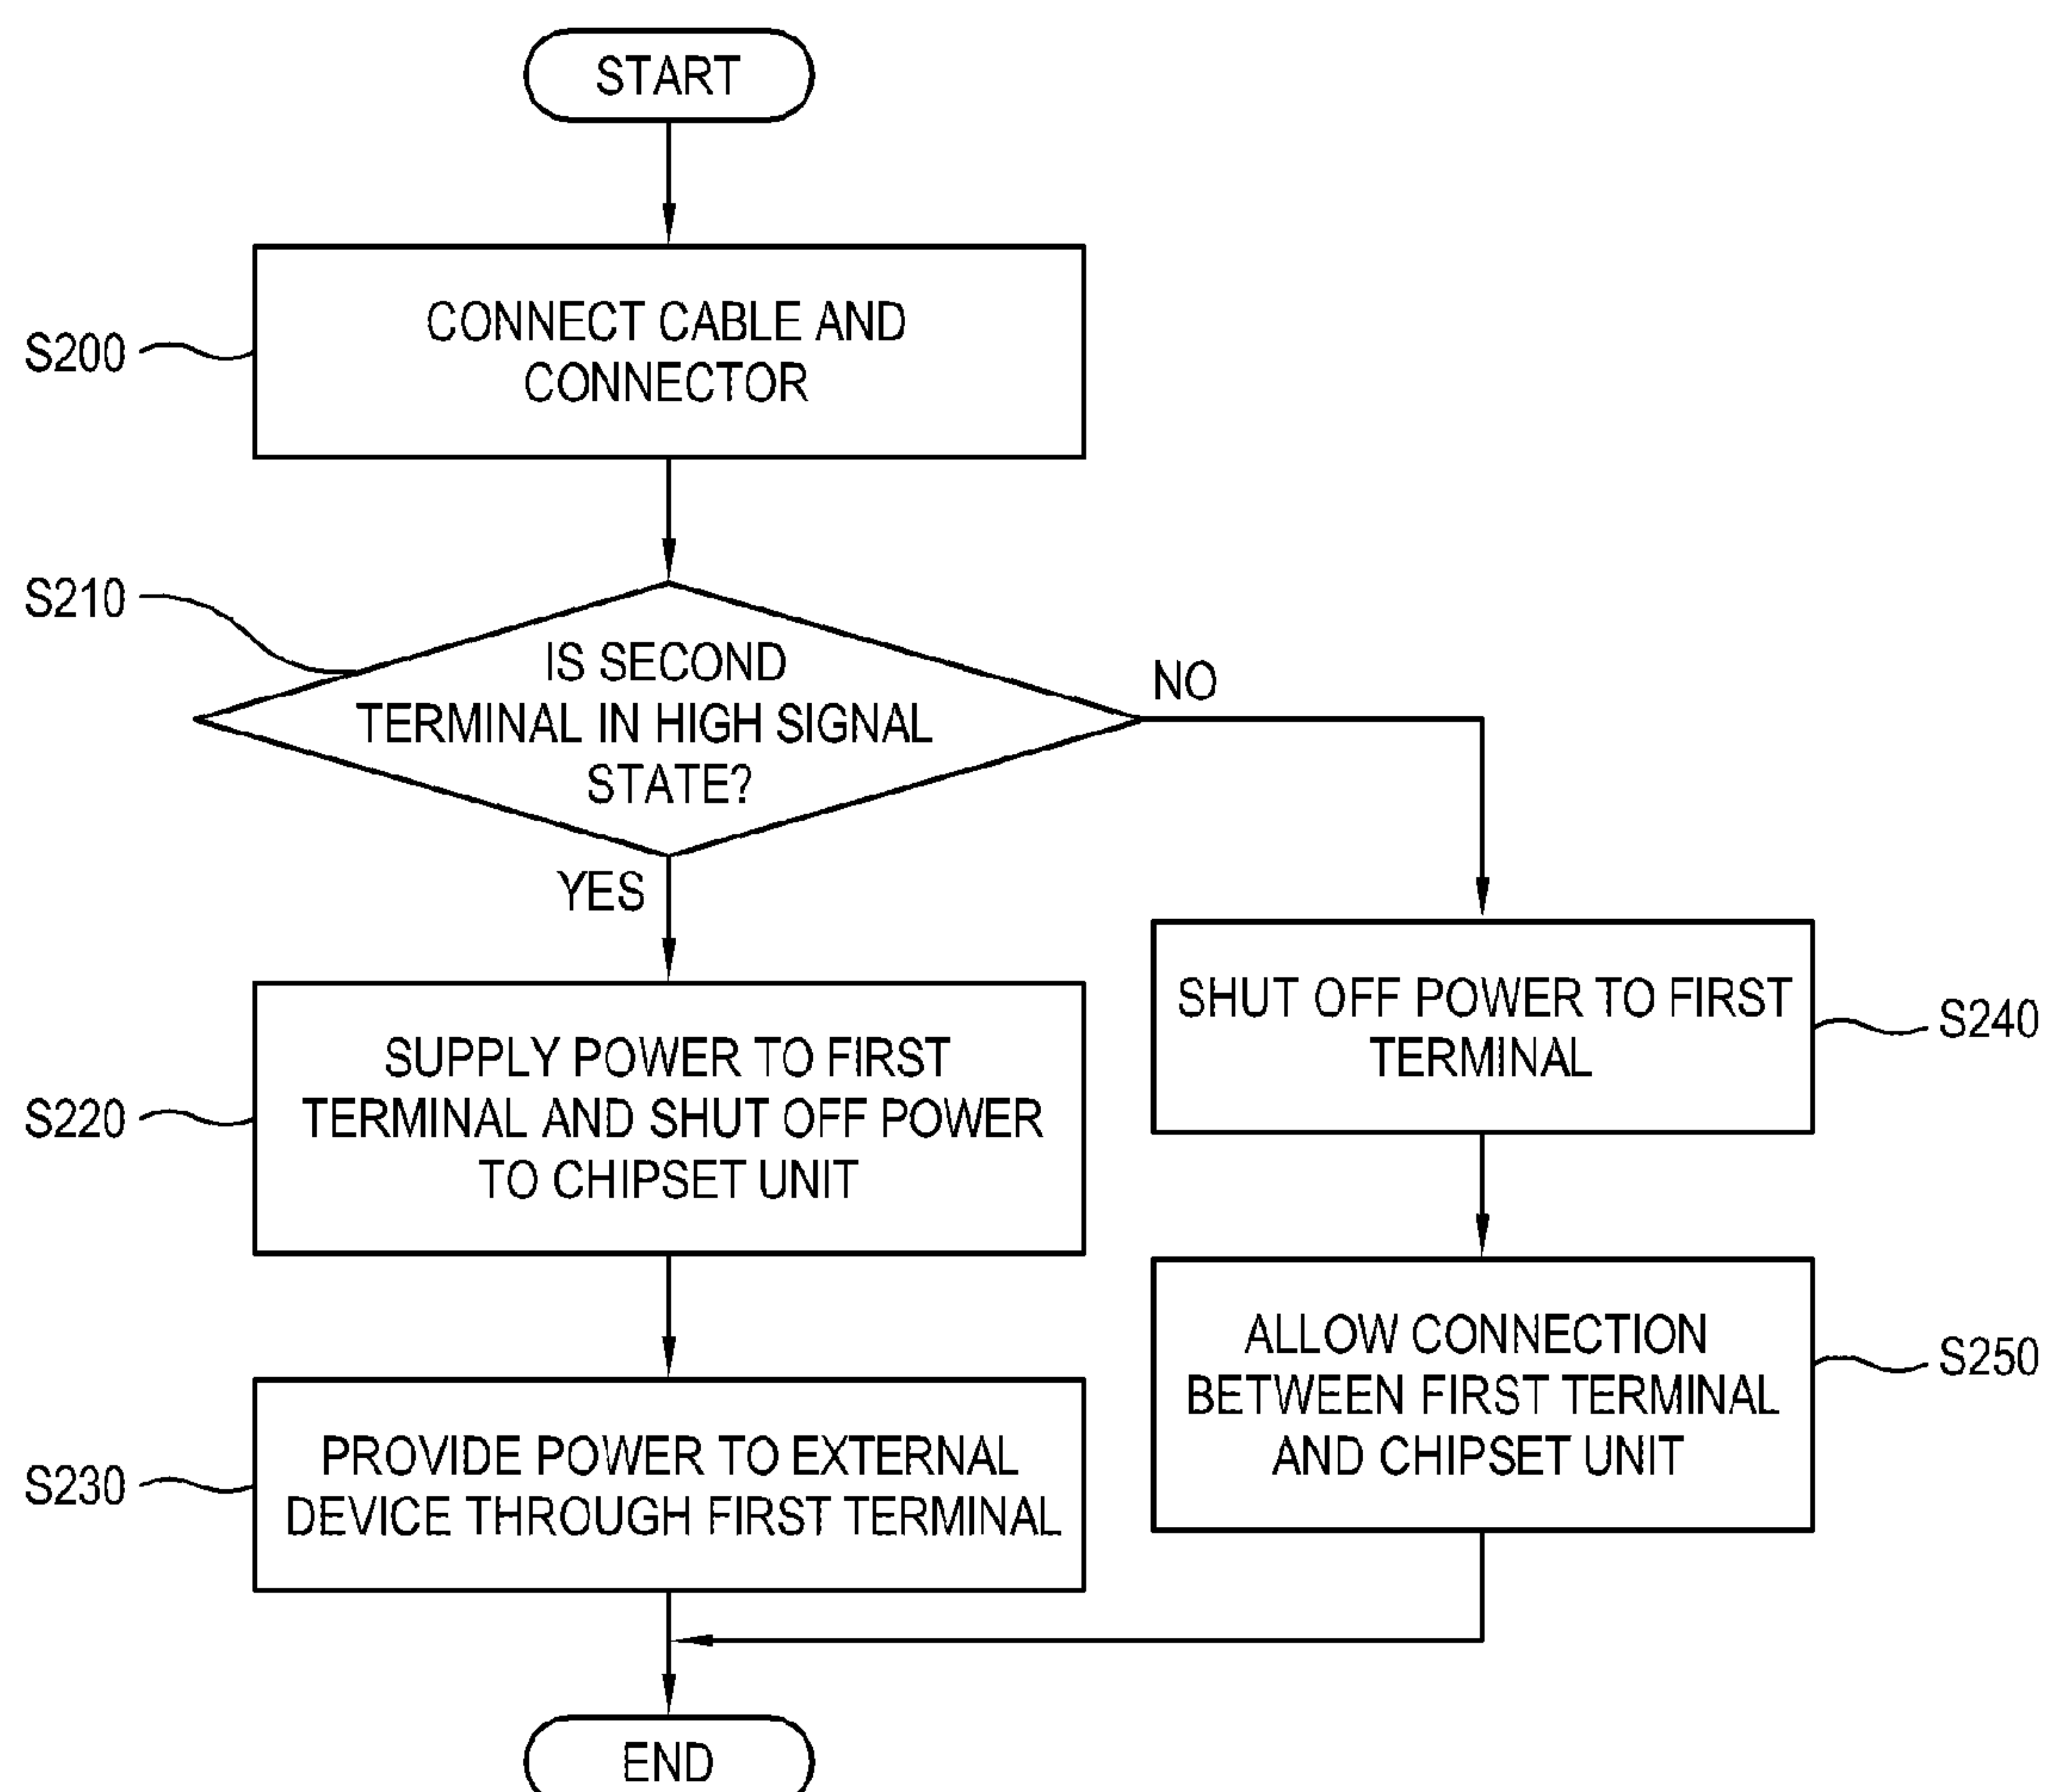 START
S200
CONNECT CABLE AND
CONNECTOR
S210
IS SECOND
TERMINAL IN HIGH SIGNAL
STATE?
NO
YES
S220
SUPPLY POWER TO FIRST
TERMINAL AND SHUT OFF POWER
TO CHIPSET UNIT
SHUT OFF POWER TO FIRST
TERMINAL
S240
S230
PROVIDE POWER TO EXTERNAL
DEVICE THROUGH FIRST TERMINAL
ALLOW CONNECTION
BETWEEN FIRST TERMINAL
AND CHIPSET UNIT
S250
END